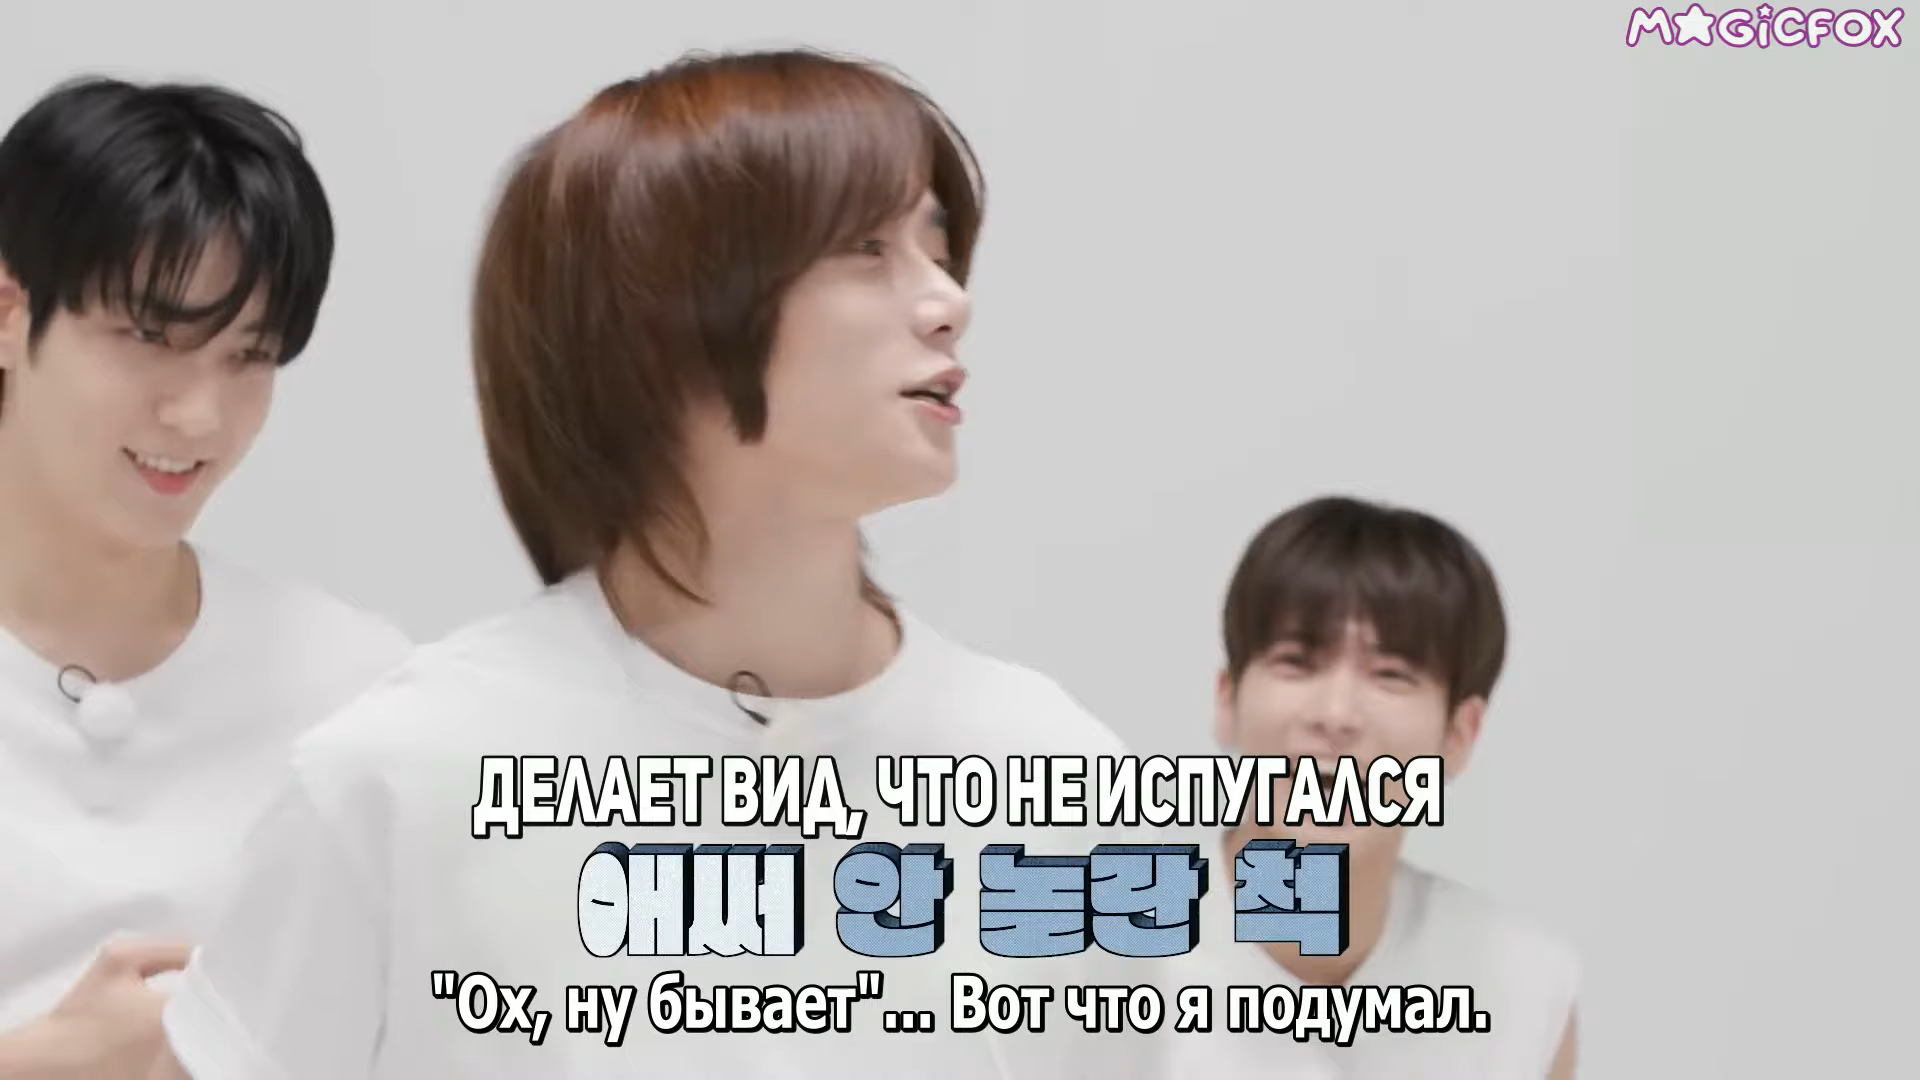 MAGICFOX
ДЕЛАЕТ ВИД, ЧТО НЕ ИСПУГАЛСЯ
애써 안 놀란 척
"Ох, ну бывает"... Вот что я подумал.